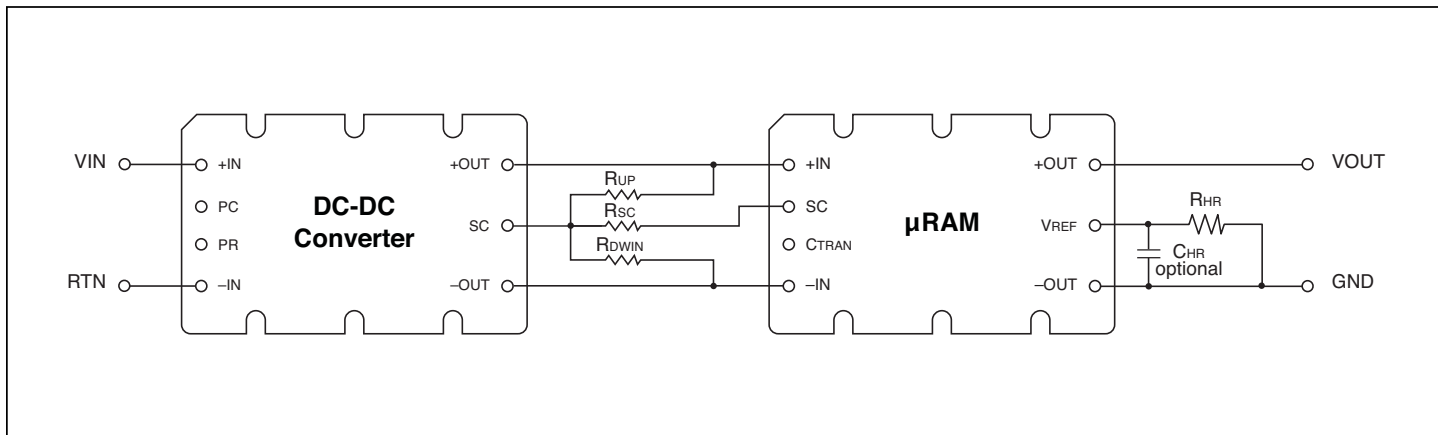 VIN
+IN
PC
PR
RTN
–IN
DC-DC
Converter
+OUT
SC
–OUT
RUP
RSC
RDWIN
+IN
SC
CTRAN
–IN
µRAM
+OUT
VREF
–OUT
RHR
CHR
optional
VOUT
GND